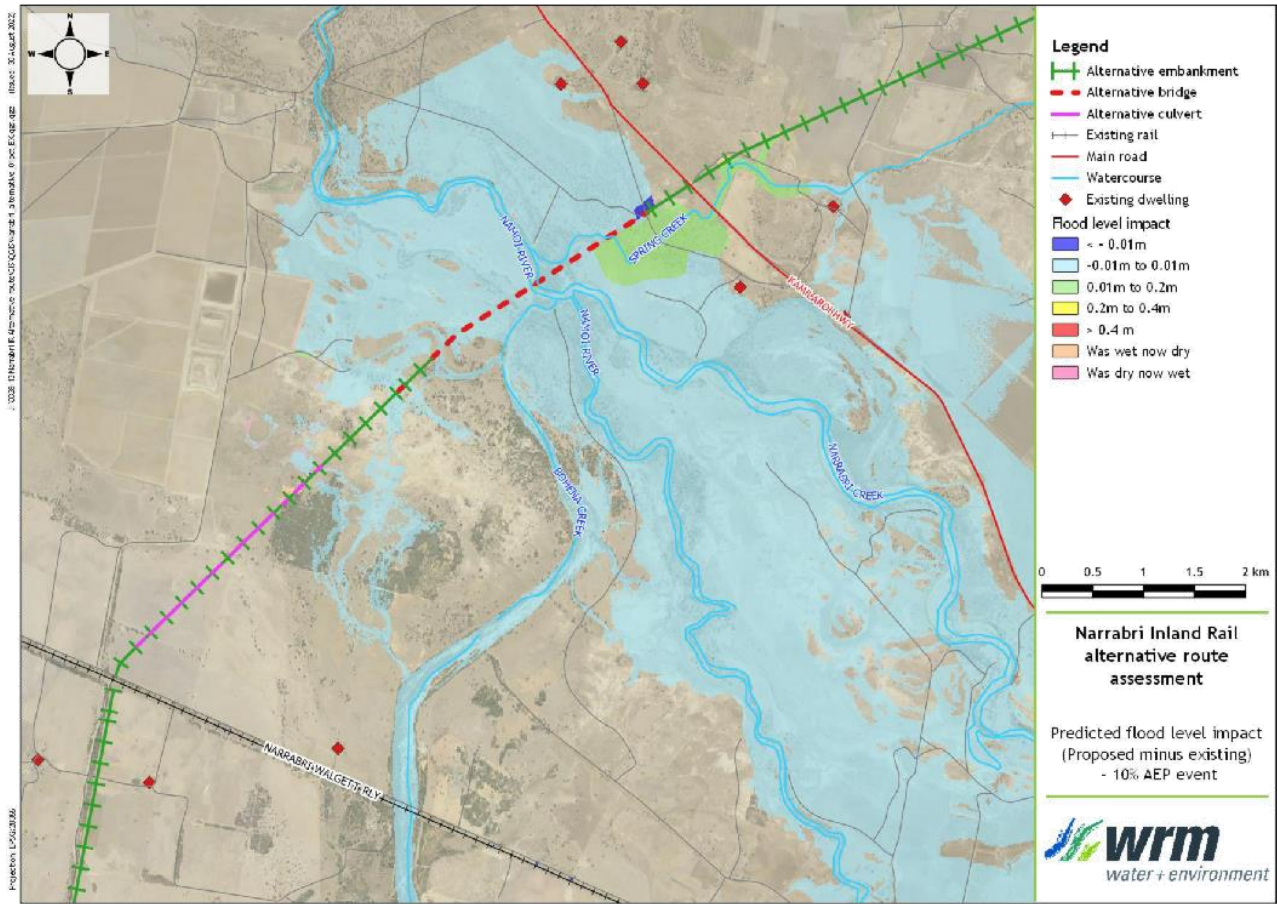 N
W E
S
NAMOI RIVER
SPRING CREEK
KAMILAROI HWY
NAMOI RIVER
NARRABRI CREEK
BOHENA CREEK
NARRABRI-WALGETT RLY
Legend
Alternative embankment
Alternative bridge
Alternative culvert
Existing rail
Main road
Watercourse
Existing dwelling
Flood level impact
< - 0.01m
-0.01m to 0.01m
0.01m to 0.2m
0.2m to 0.4m
> 0.4 m
Was wet now dry
Was dry now wet
0 0.5 1 1.5 2 km
Narrabri Inland Rail
alternative route
assessment
Predicted flood level impact
(Proposed minus existing)
- 10% AEP event
wrm
water + environment